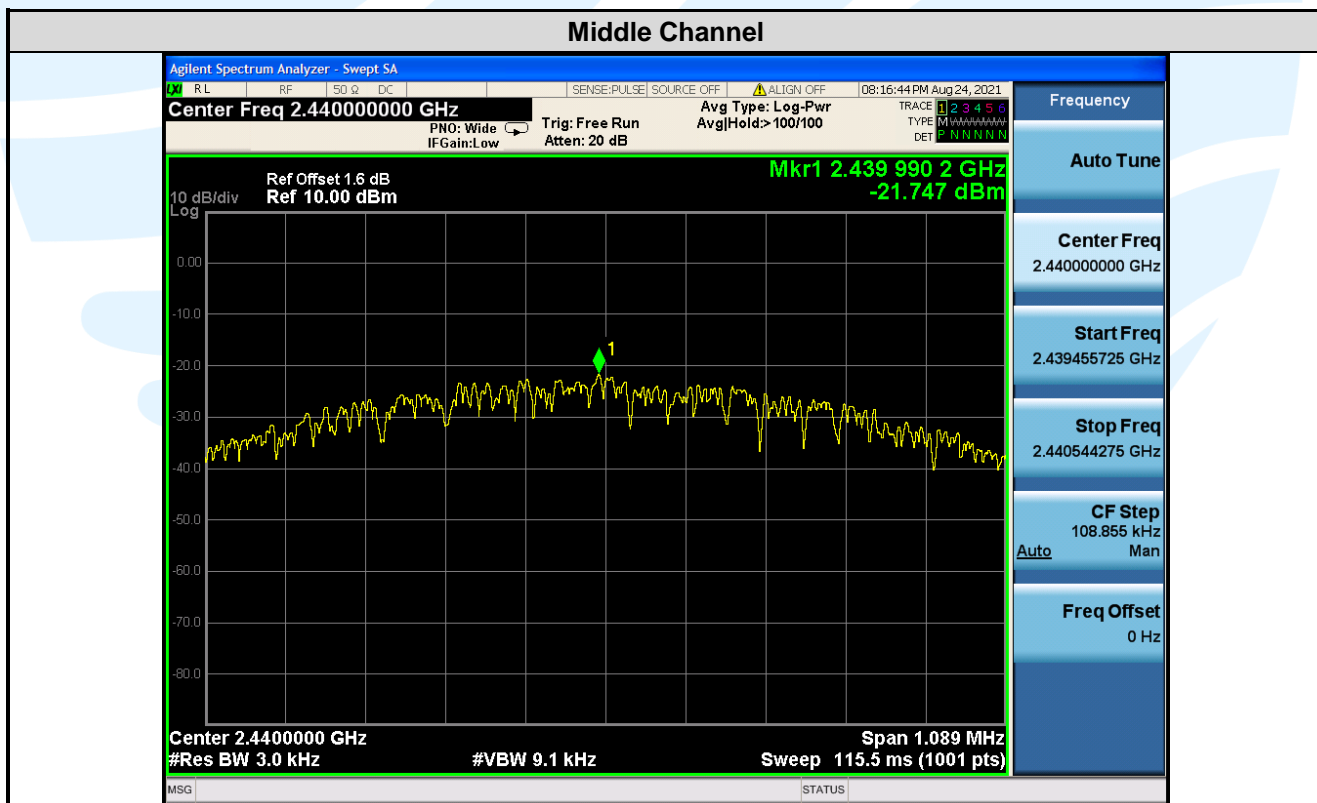 Middle Channel
Agilent Spectrum Analyzer - Swept SA
LXI RL RF 50 Ω DC SENSE:PULSE SOURCE OFF ALIGN OFF 08:16:44 PM Aug 24, 2021
Center Freq 2.440000000 GHz
PNO: Wide
IFGain:Low
Trig: Free Run
Atten: 20 dB
Avg Type: Log-Pwr
Avg|Hold:>100/100
TRACE 1 2 3 4 5 6
TYPE M WWWWWW
DET P N N N N N
Mkr1 2.439 990 2 GHz
-21.747 dBm
Ref Offset 1.6 dB
10 dB/div Ref 10.00 dBm
Log
0.00
-10.0
-20.0
-30.0
-40.0
-50.0
-60.0
-70.0
-80.0
1
Center 2.4400000 GHz Span 1.089 MHz
#Res BW 3.0 kHz #VBW 9.1 kHz Sweep 115.5 ms (1001 pts)
MSG STATUS
Frequency
Auto Tune
Center Freq
2.440000000 GHz
Start Freq
2.439455725 GHz
Stop Freq
2.440544275 GHz
CF Step
108.855 kHz
Auto Man
Freq Offset
0 Hz